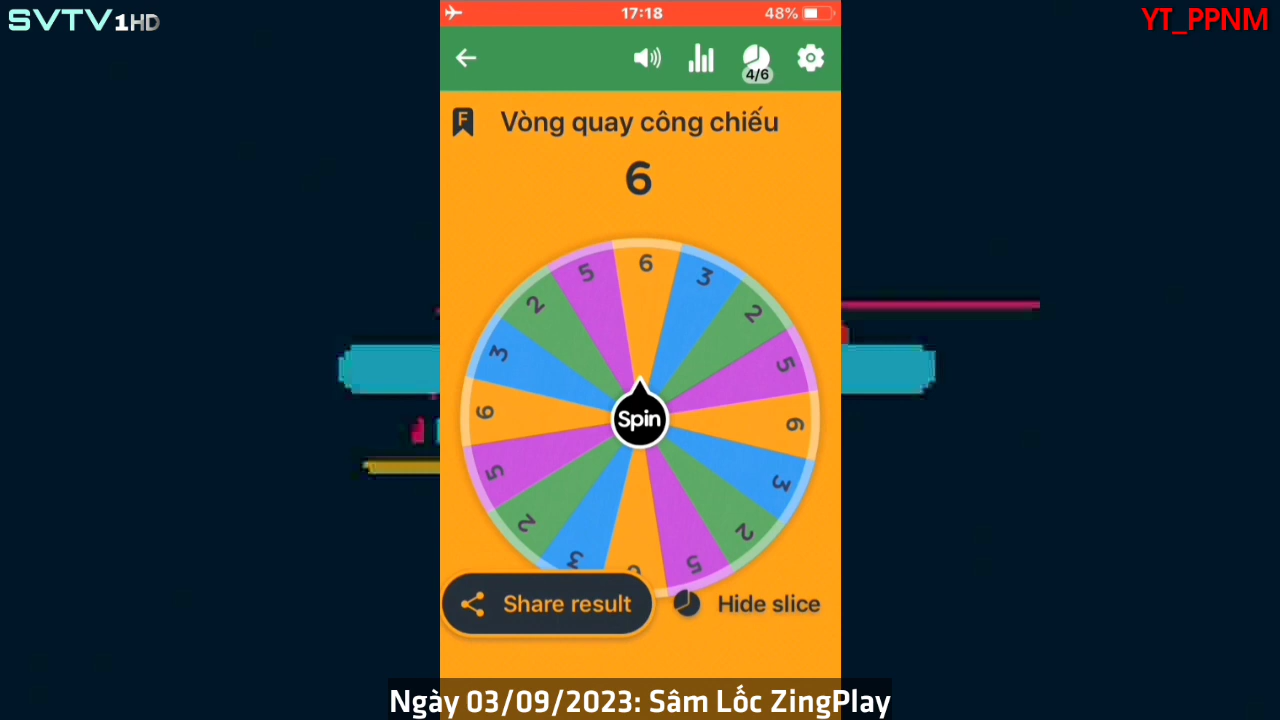 SVTV1HD
YT_PPNM
17:18
48%
4/6
F
Vòng quay công chiếu
6
6
3
2
5
6
3
2
5
6
3
2
5
6
3
2
5
Spin
Share result
Hide slice
Ngày 03/09/2023: Sâm Lốc ZingPlay